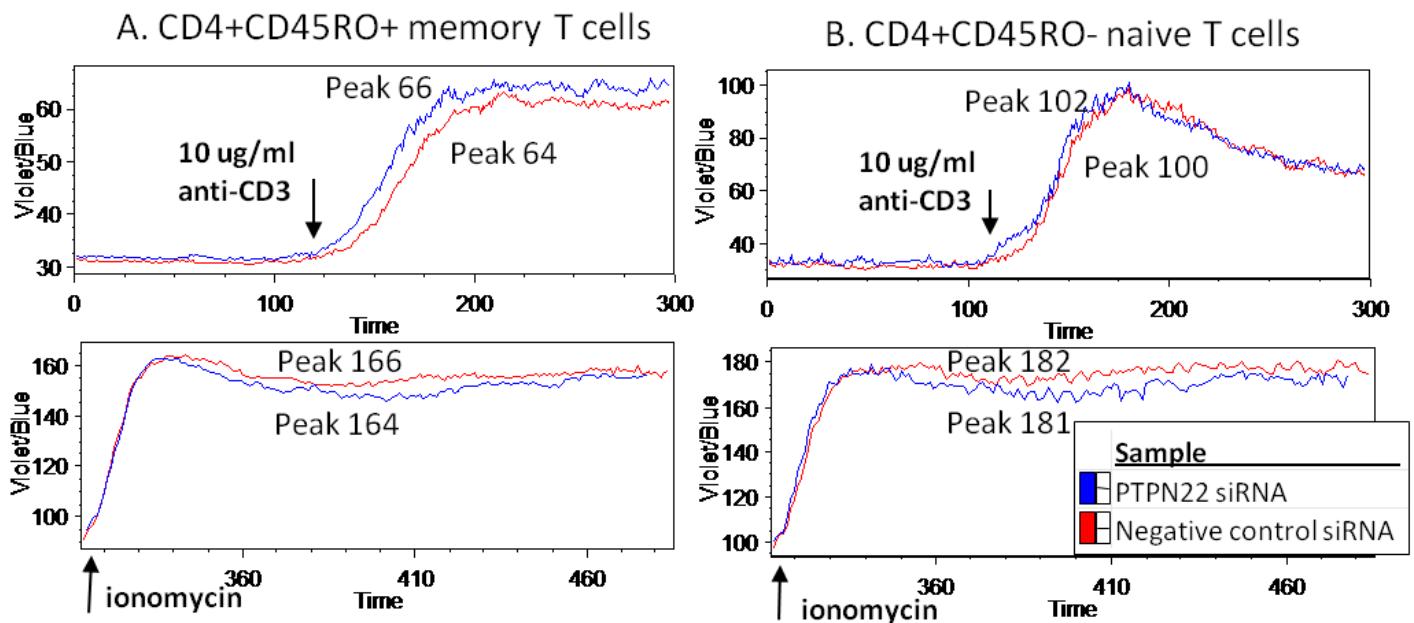 A. CD4+CD45RO+ memory T cells
Violet/Blue
60
50
40
30
Peak 66
Peak 64
10 ug/ml
anti-CD3
0 100 200 300
Time
Violet/Blue
160
140
120
100
Peak 166
Peak 164
360 410 460
ionomycin Time
B. CD4+CD45RO- naive T cells
Violet/Blue
100
80
60
40
Peak 102
Peak 100
10 ug/ml
anti-CD3
0 100 200 300
Time
Violet/Blue
180
160
140
120
100
Peak 182
Peak 181
360 410 460
ionomycin Time
Sample
PTPN22 siRNA
Negative control siRNA